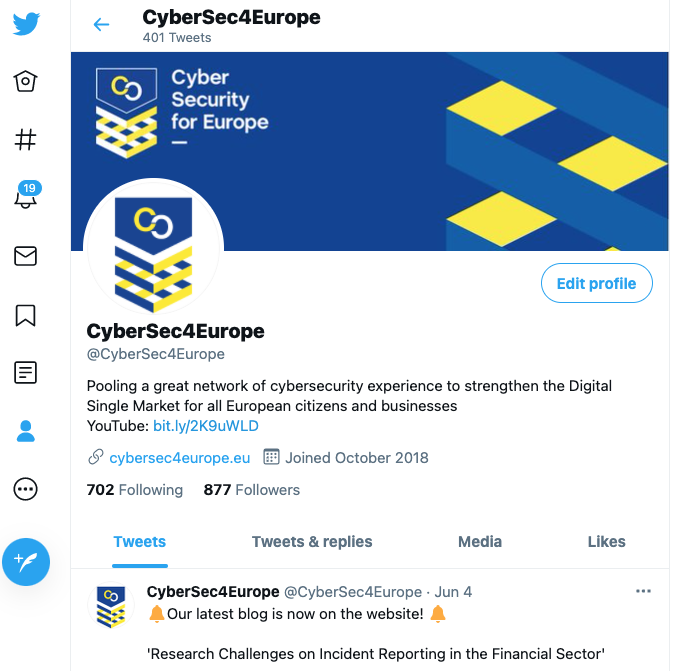 CyberSec4Europe
401 Tweets
Cyber
Security
for Europe
19
Edit profile
CyberSec4Europe
@CyberSec4Europe
Pooling a great network of cybersecurity experience to strengthen the Digital
Single Market for all European citizens and businesses
YouTube: bit.ly/2K9uWLD
cybersec4europe.eu Joined October 2018
702 Following 877 Followers
Tweets Tweets & replies Media Likes
CyberSec4Europe @CyberSec4Europe · Jun 4
🔔Our latest blog is now on the website! 🔔
'Research Challenges on Incident Reporting in the Financial Sector'